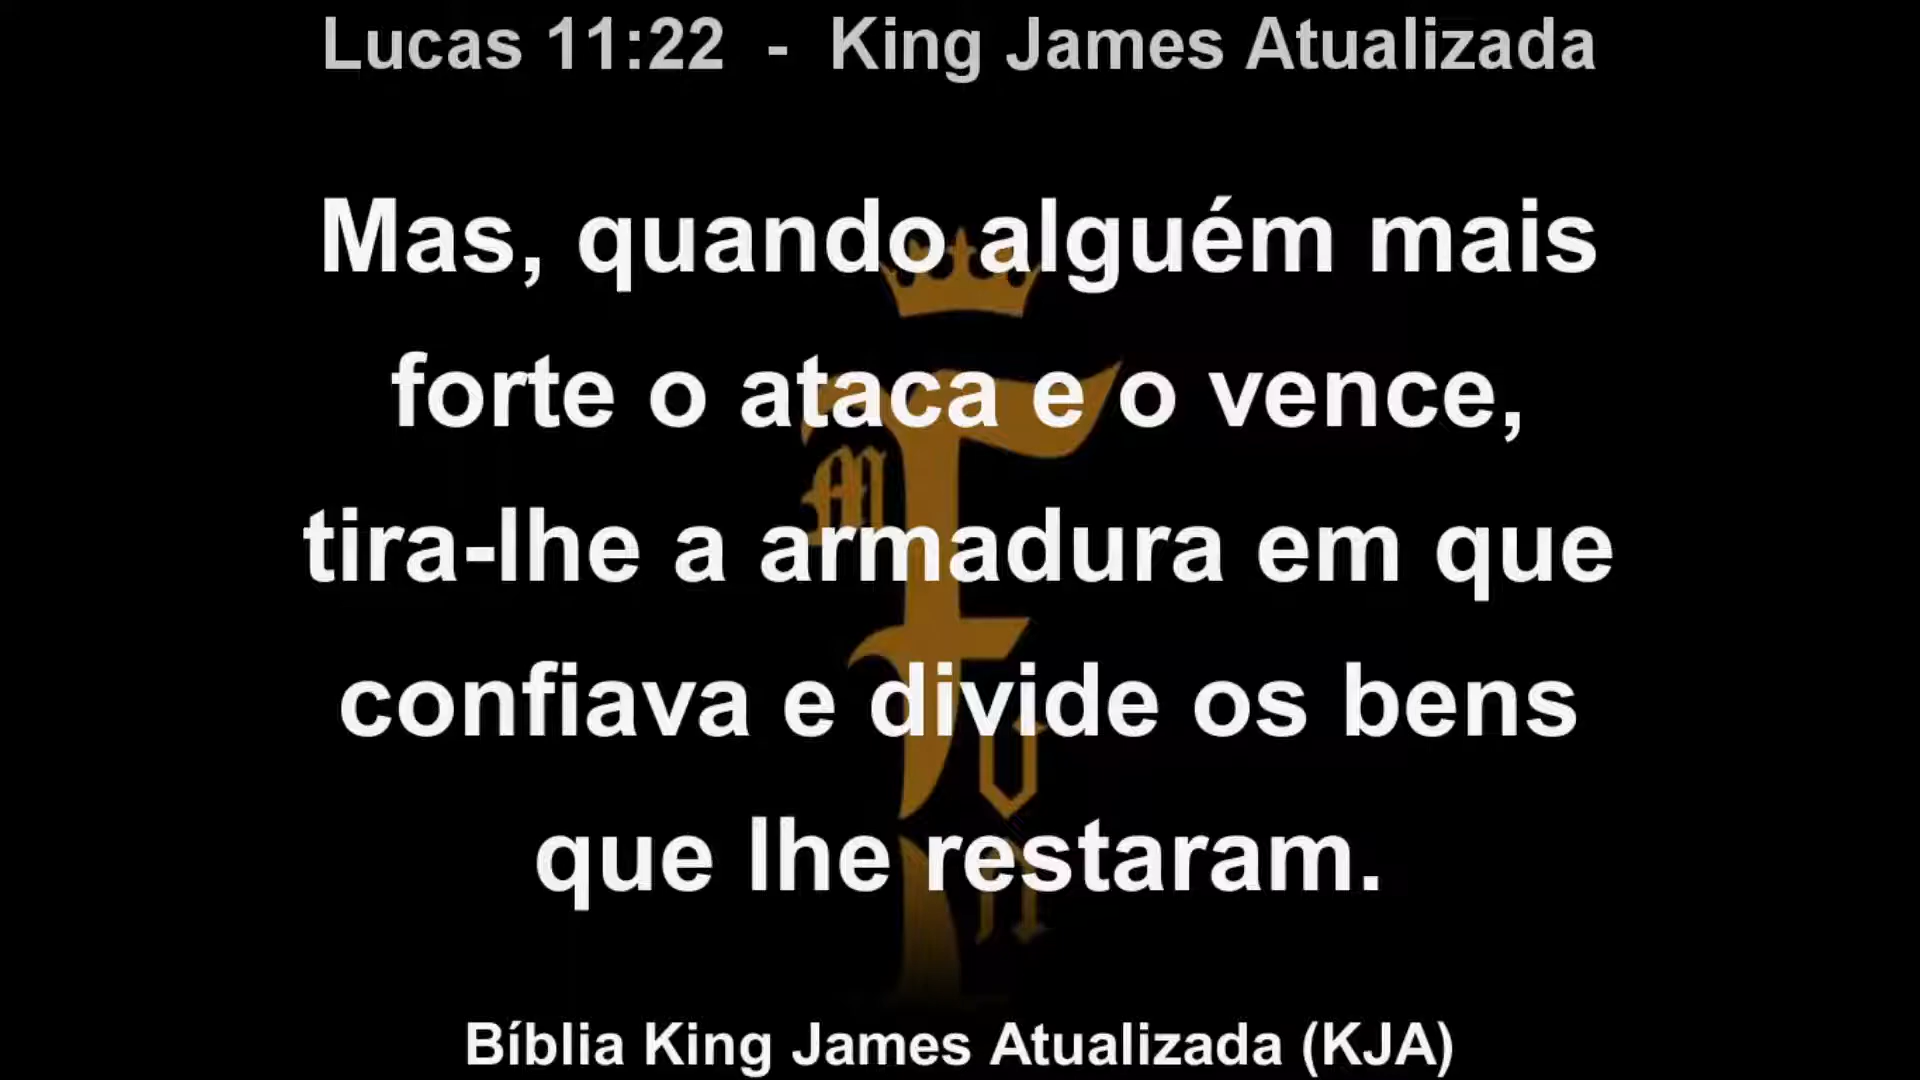 Lucas 11:22 - King James Atualizada
Mas, quando alguém mais
forte o ataca e o vence,
tira-lhe a armadura em que
confiava e divide os bens
que lhe restaram.
M
F
V
Bíblia King James Atualizada (KJA)